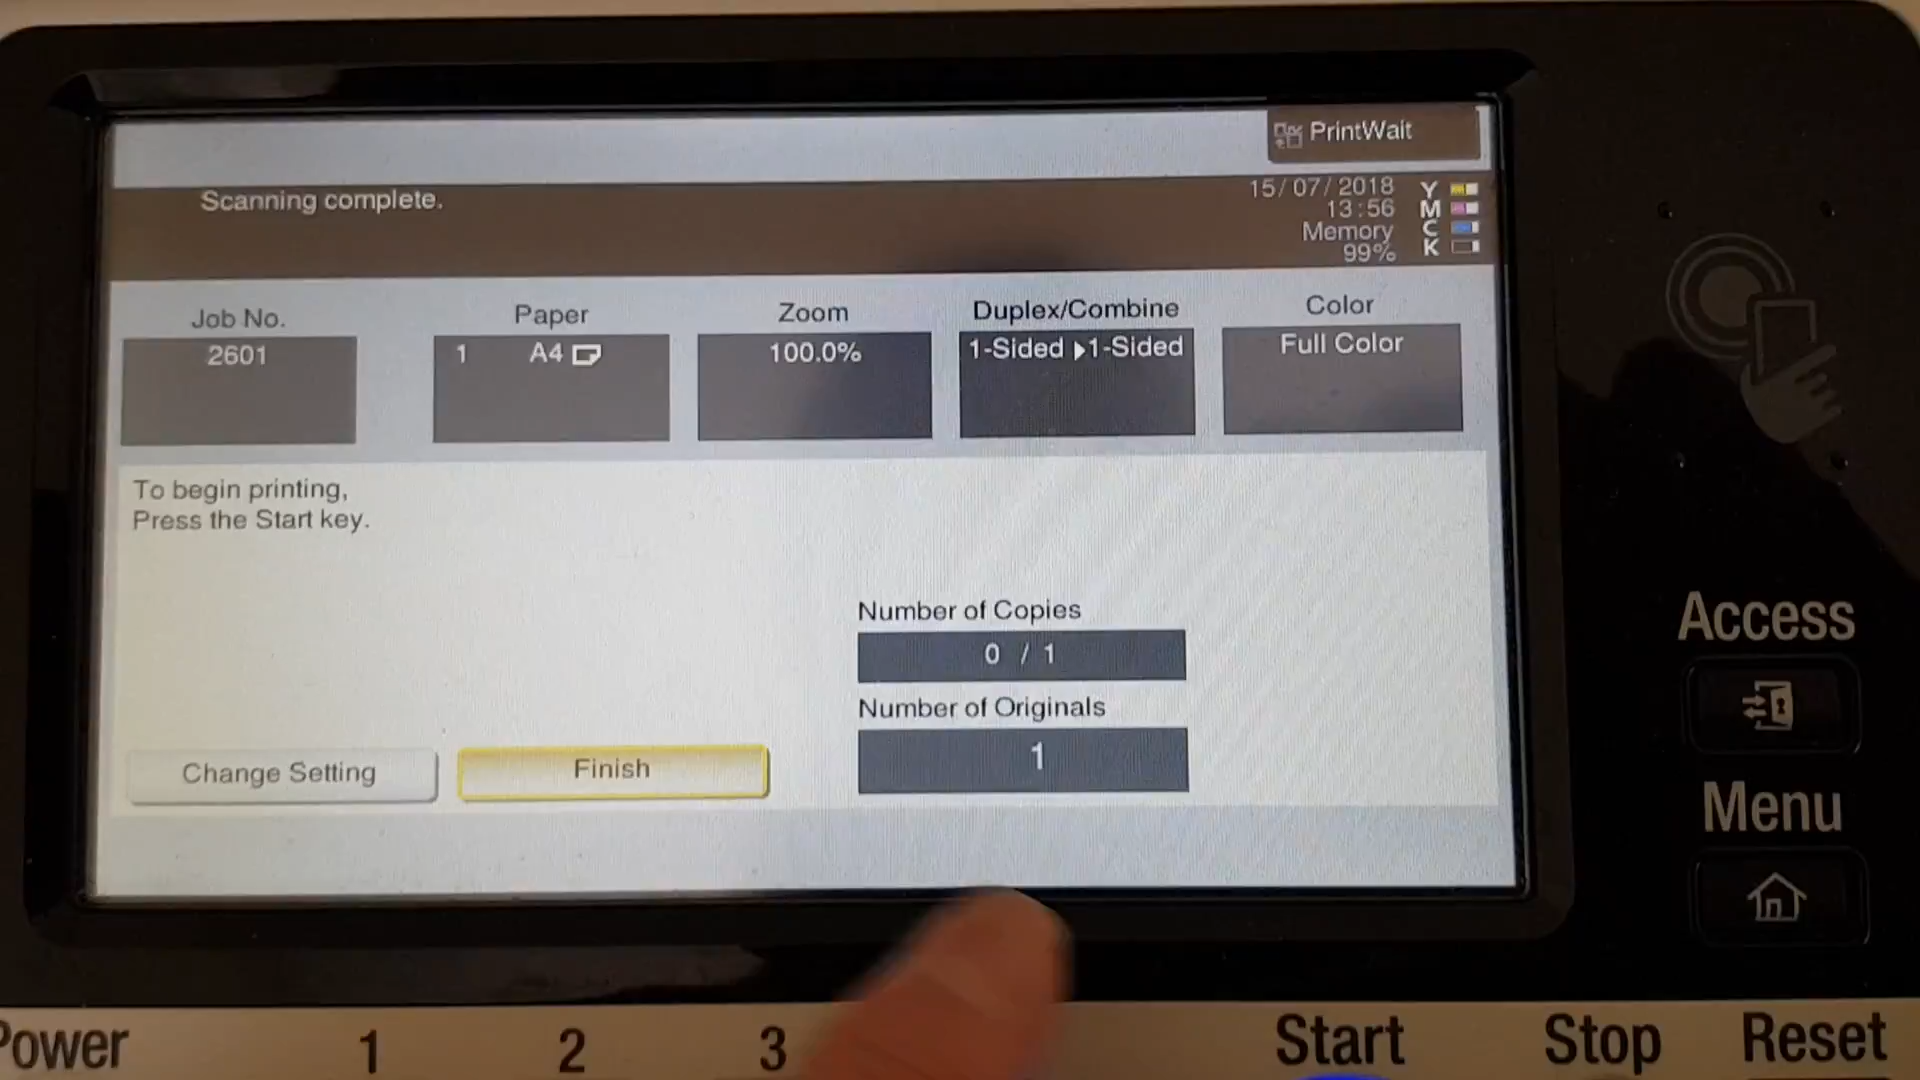 PrintWait
Scanning complete.
15/07/2018
13:56
Memory
99%
Y
M
C
K
Job No.
2601
Paper
1 A4
Zoom
100.0%
Duplex/Combine
1-Sided ▶1-Sided
Color
Full Color
To begin printing,
Press the Start key.
Number of Copies
0 / 1
Number of Originals
1
Change Setting
Finish
Access
Menu
Power 1 2 3 Start Stop Reset